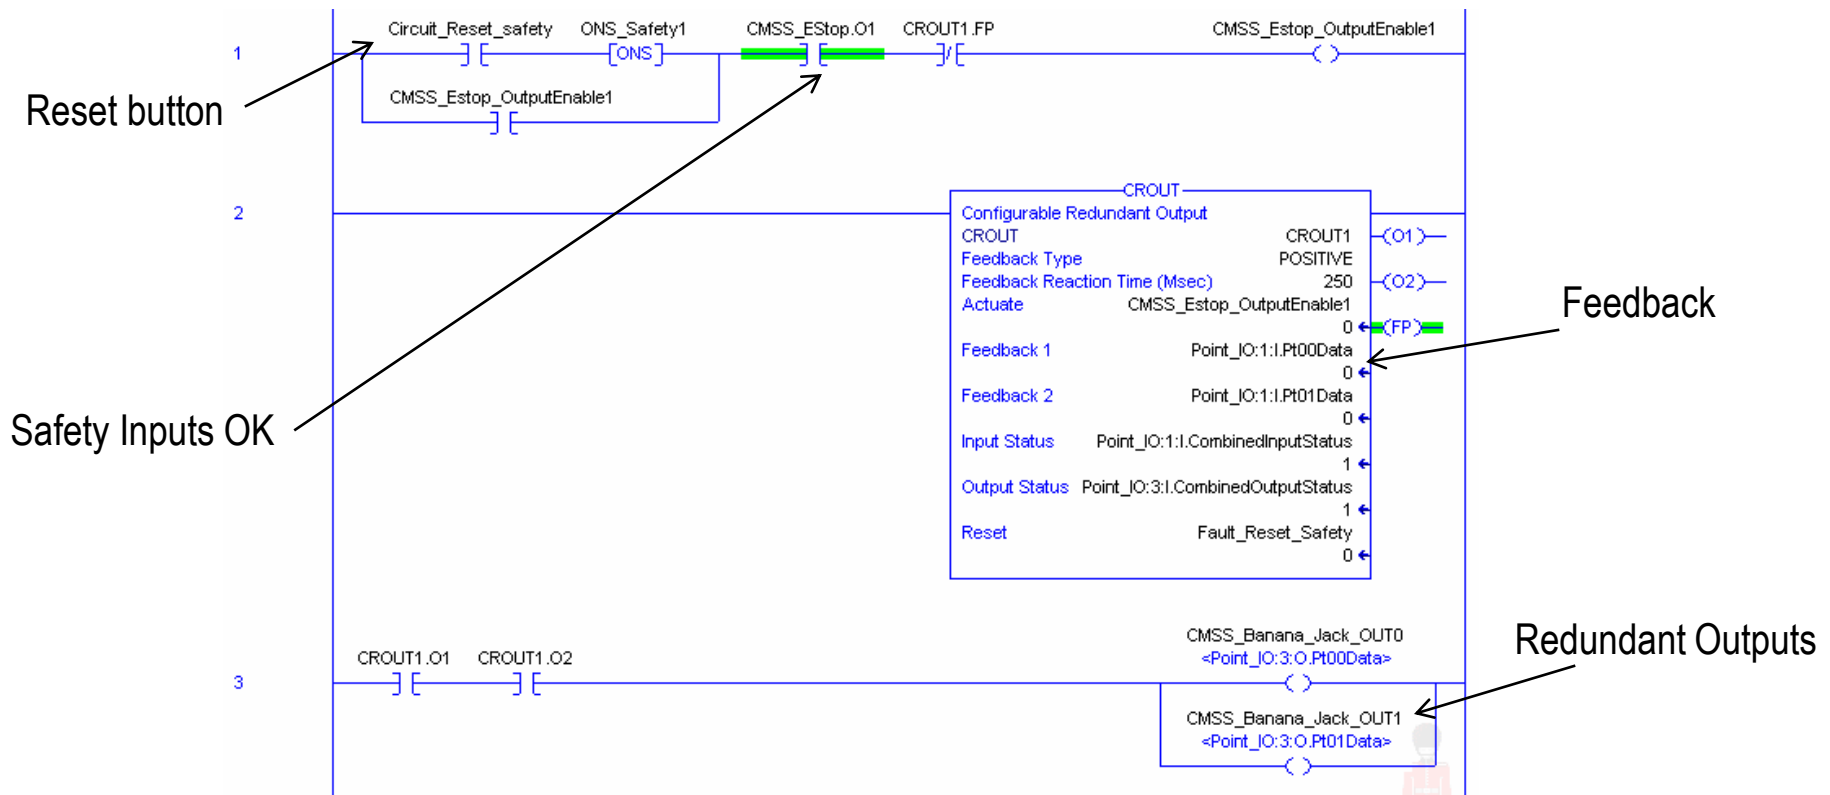 Circuit_Reset_safety ONS_Safety1 CMSS_EStop.O1 CROUT1.FP CMSS_Estop_OutputEnable1
1
ONS
CMSS_Estop_OutputEnable1
Reset button
CROUT
2
Configurable Redundant Output
CROUT CROUT1
O1
Feedback Type POSITIVE
Feedback Reaction Time (Msec) 250
O2
Actuate CMSS_Estop_OutputEnable1
0
FP
Feedback
Feedback 1 Point_IO:1:I.Pt00Data
0
Feedback 2 Point_IO:1:I.Pt01Data
0
Safety Inputs OK
Input Status Point_IO:1:I.CombinedInputStatus
1
Output Status Point_IO:3:I.CombinedOutputStatus
1
Reset Fault_Reset_Safety
0
CMSS_Banana_Jack_OUT0
<Point_IO:3:O.Pt00Data>
Redundant Outputs
CROUT1.O1 CROUT1.O2
3
CMSS_Banana_Jack_OUT1
<Point_IO:3:O.Pt01Data>